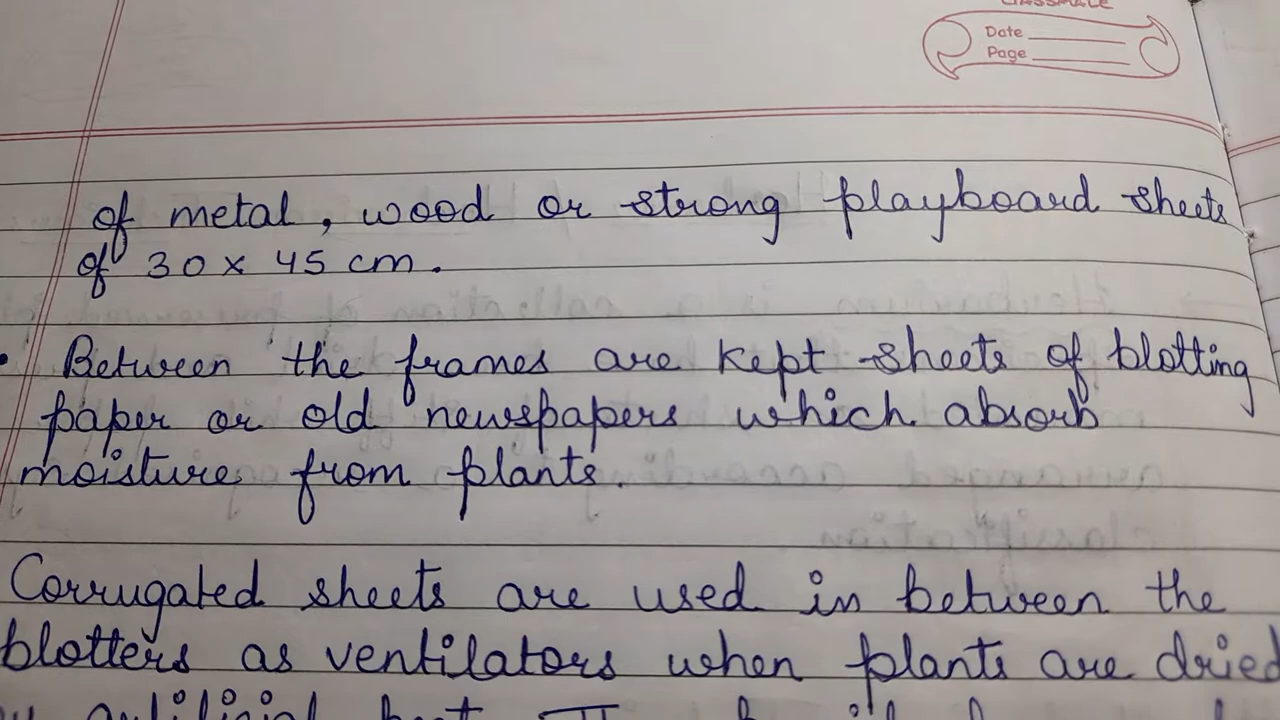 classmate
Date
Page
of metal, wood or strong playboard sheets
of 30 x 45 cm.
• Between the frames are kept sheets of blotting
paper or old newspapers which absorb
moisture from plants.
Corrugated sheets are used in between the
blotters as ventilators when plants are dried